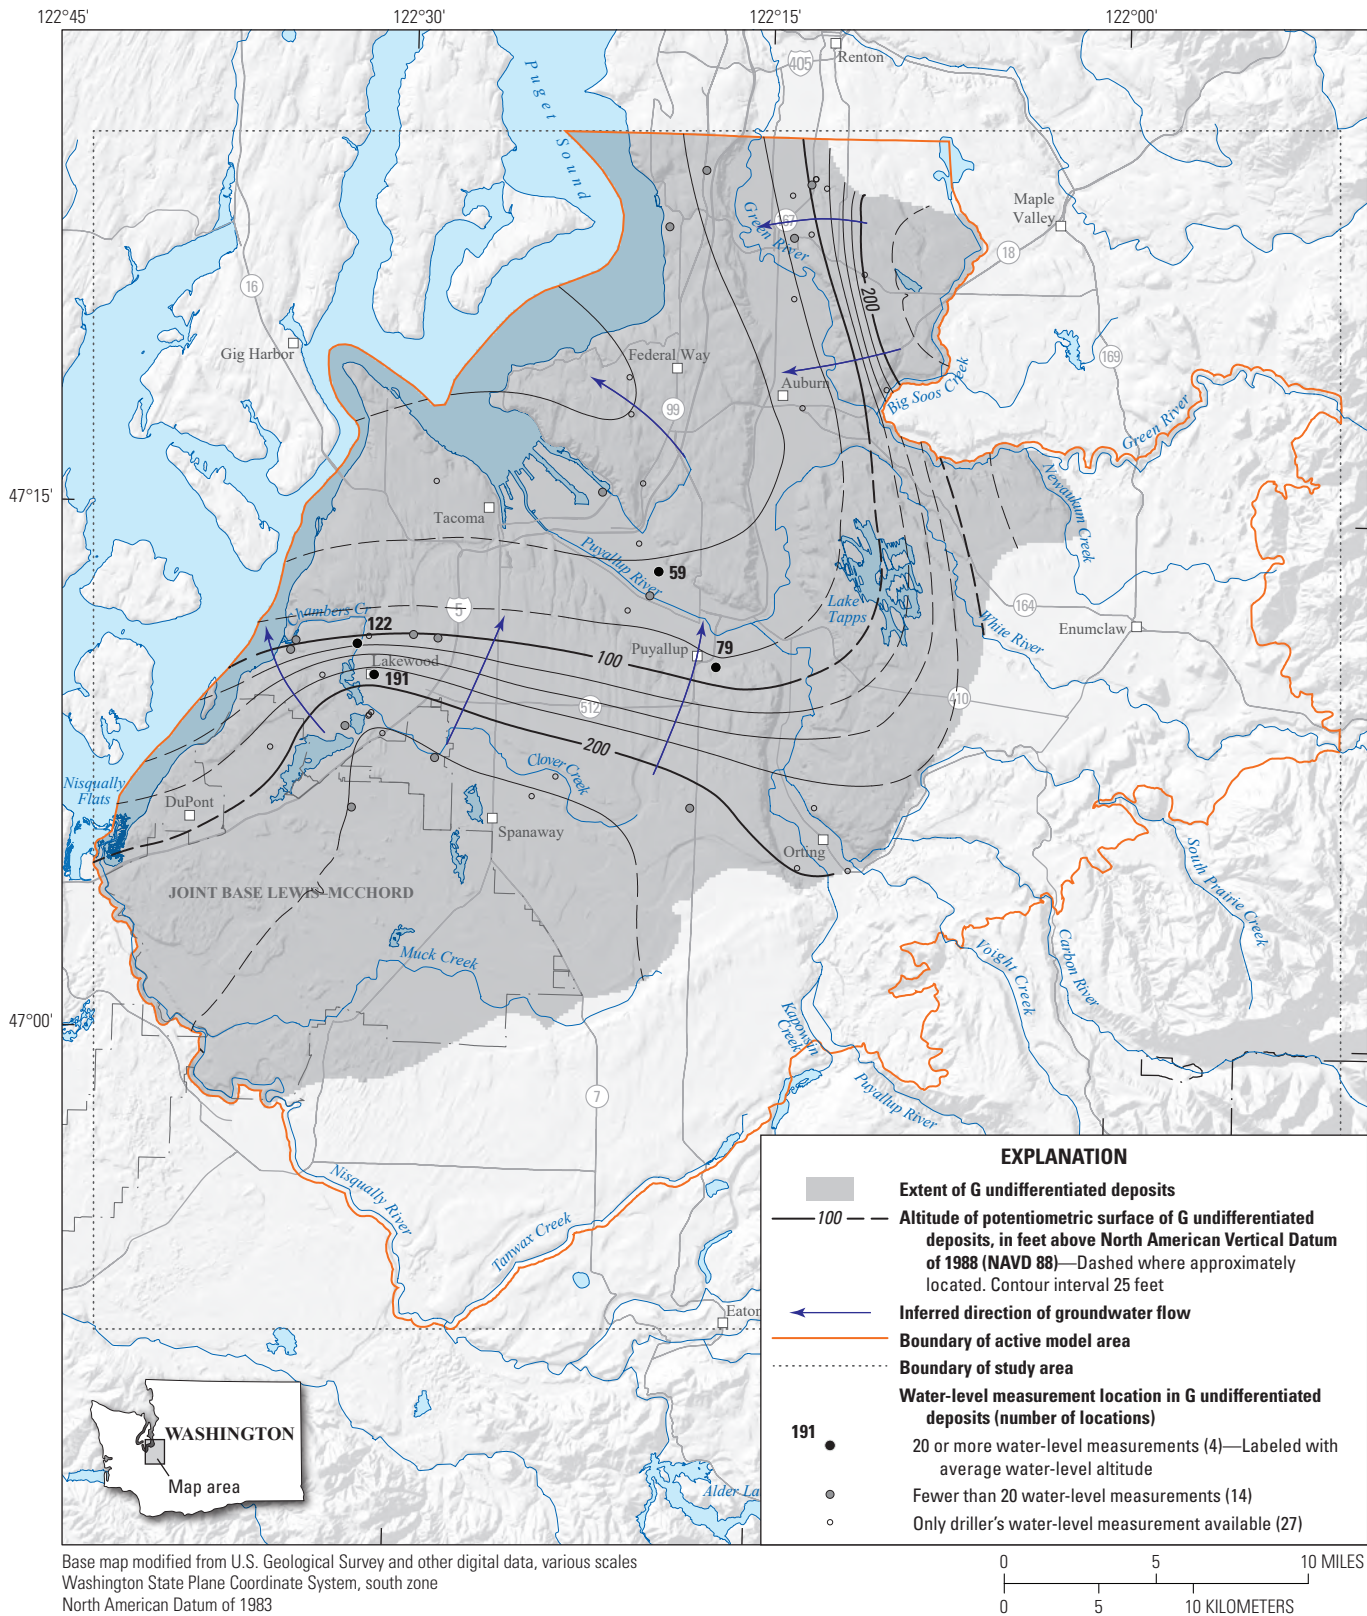 122°45'
122°30'
122°15'
122°00'
Puget Sound
405
Renton
Maple
Valley
167
Green River
18
16
200
Gig Harbor
Federal Way
169
Auburn
Big Soos Creek
99
Green River
47°15'
Newaukum Creek
Tacoma
Puyallup River
59
Lake
Tapps
White River
164
Enumclaw
Chambers Cr
5
122
Lakewood
191
100
Puyallup
79
410
512
200
Clover Creek
Nisqually
Flats
DuPont
Spanaway
Orting
South Prairie Creek
JOINT BASE LEWIS–MCCHORD
Muck Creek
Voight Creek
Carbon River
47°00'
Kapowsin
Creek
Puyallup River
7
Nisqually River
Tanwax Creek
Eaton
Alder La
WASHINGTON
Map area
EXPLANATION
Extent of G undifferentiated deposits
100
Altitude of potentiometric surface of G undifferentiated
deposits, in feet above North American Vertical Datum
of 1988 (NAVD 88)—Dashed where approximately
located. Contour interval 25 feet
Inferred direction of groundwater flow
Boundary of active model area
Boundary of study area
Water-level measurement location in G undifferentiated
deposits (number of locations)
191
20 or more water-level measurements (4)—Labeled with
average water-level altitude
Fewer than 20 water-level measurements (14)
Only driller's water-level measurement available (27)
Base map modified from U.S. Geological Survey and other digital data, various scales
Washington State Plane Coordinate System, south zone
North American Datum of 1983
0 5 10 MILES
0 5 10 KILOMETERS